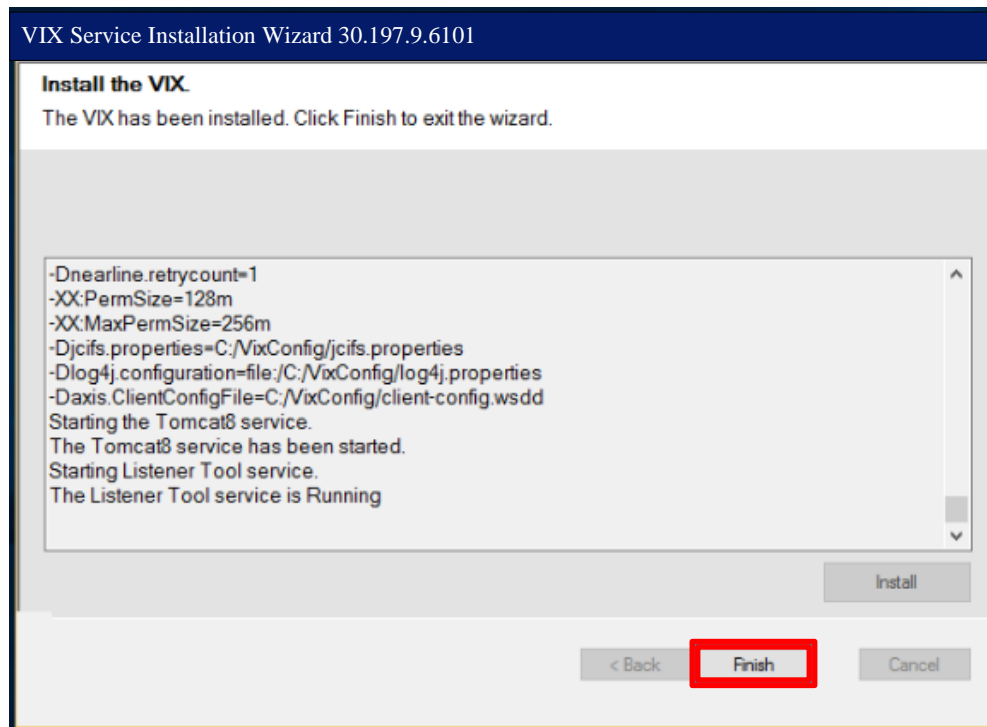 VIX Service Installation Wizard 30.197.9.6101
Install the VIX.
The VIX has been installed. Click Finish to exit the wizard.
-Dnearline.retrycount=1
-XX:PermSize=128m
-XX:MaxPermSize=256m
-Djcifs.properties=C:/VixConfig/jcifs.properties
-Dlog4j.configuration=file:/C:/VixConfig/log4j.properties
-Daxis.ClientConfigFile=C:/VixConfig/client-config.wsdd
Starting the Tomcat8 service.
The Tomcat8 service has been started.
Starting Listener Tool service.
The Listener Tool service is Running
Install
< Back Finish Cancel